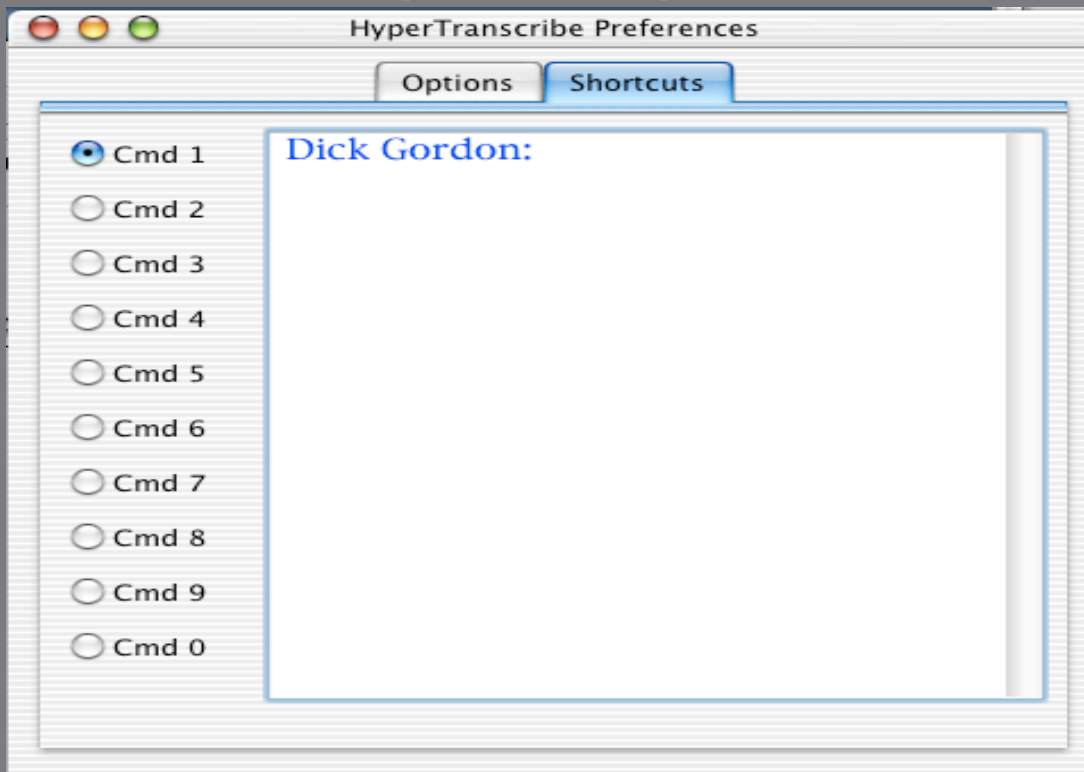 HyperTranscribe Preferences
Options Shortcuts
Cmd 1 Dick Gordon:
Cmd 2
Cmd 3
Cmd 4
Cmd 5
Cmd 6
Cmd 7
Cmd 8
Cmd 9
Cmd 0